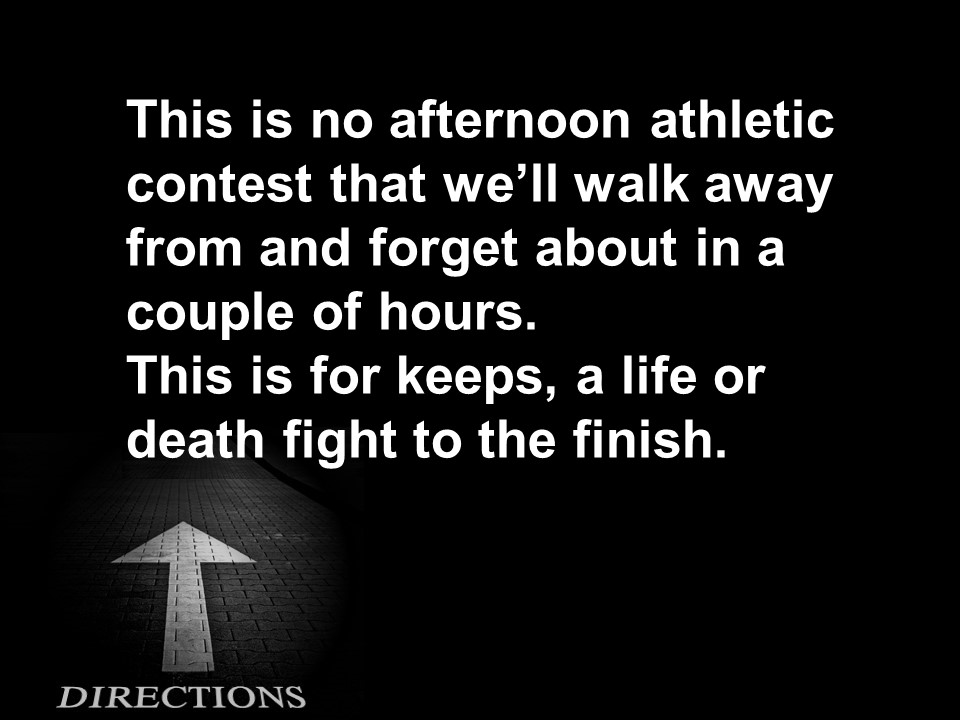 This is no afternoon athletic
contest that we’ll walk away
from and forget about in a
couple of hours.
This is for keeps, a life or
death fight to the finish.
DIRECTIONS